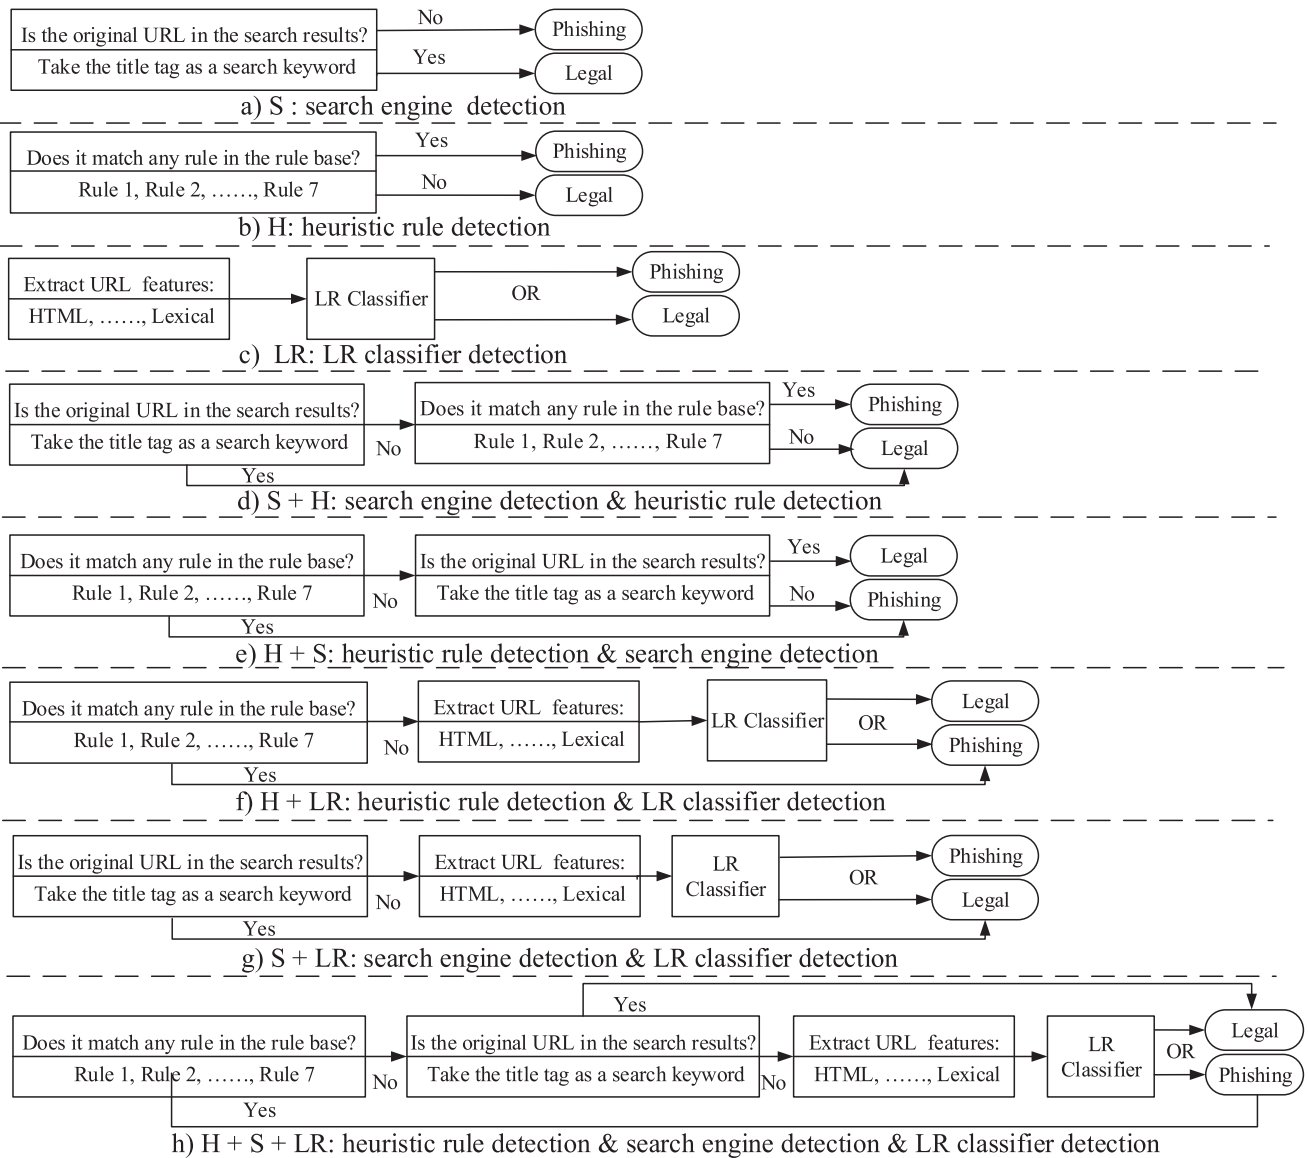 Is the original URL in the search results?
Take the title tag as a search keyword
No
Yes
Phishing
Legal
a) S : search engine  detection
Does it match any rule in the rule base?
Rule 1, Rule 2, ……, Rule 7
Yes
No
Phishing
Legal
b) H: heuristic rule detection
Extract URL  features:
HTML, ……, Lexical
LR Classifier
OR
Phishing
Legal
c)  LR: LR classifier detection
Is the original URL in the search results?
Take the title tag as a search keyword
No
Yes
Does it match any rule in the rule base?
Rule 1, Rule 2, ……, Rule 7
Yes
No
Phishing
Legal
d) S + H: search engine detection & heuristic rule detection
Does it match any rule in the rule base?
Rule 1, Rule 2, ……, Rule 7
No
Yes
Is the original URL in the search results?
Take the title tag as a search keyword
Yes
No
Legal
Phishing
e) H + S: heuristic rule detection & search engine detection
Does it match any rule in the rule base?
Rule 1, Rule 2, ……, Rule 7
No
Yes
Extract URL  features:
HTML, ……, Lexical
LR Classifier
OR
Legal
Phishing
f) H + LR: heuristic rule detection & LR classifier detection
Is the original URL in the search results?
Take the title tag as a search keyword
No
Yes
Extract URL  features:
HTML, ……, Lexical
LR
Classifier
OR
Phishing
Legal
g) S + LR: search engine detection & LR classifier detection
Does it match any rule in the rule base?
Rule 1, Rule 2, ……, Rule 7
No
Yes
Is the original URL in the search results?
Take the title tag as a search keyword
Yes
No
Extract URL  features:
HTML, ……, Lexical
LR
Classifier
OR
Legal
Phishing
h) H + S + LR: heuristic rule detection & search engine detection & LR classifier detection